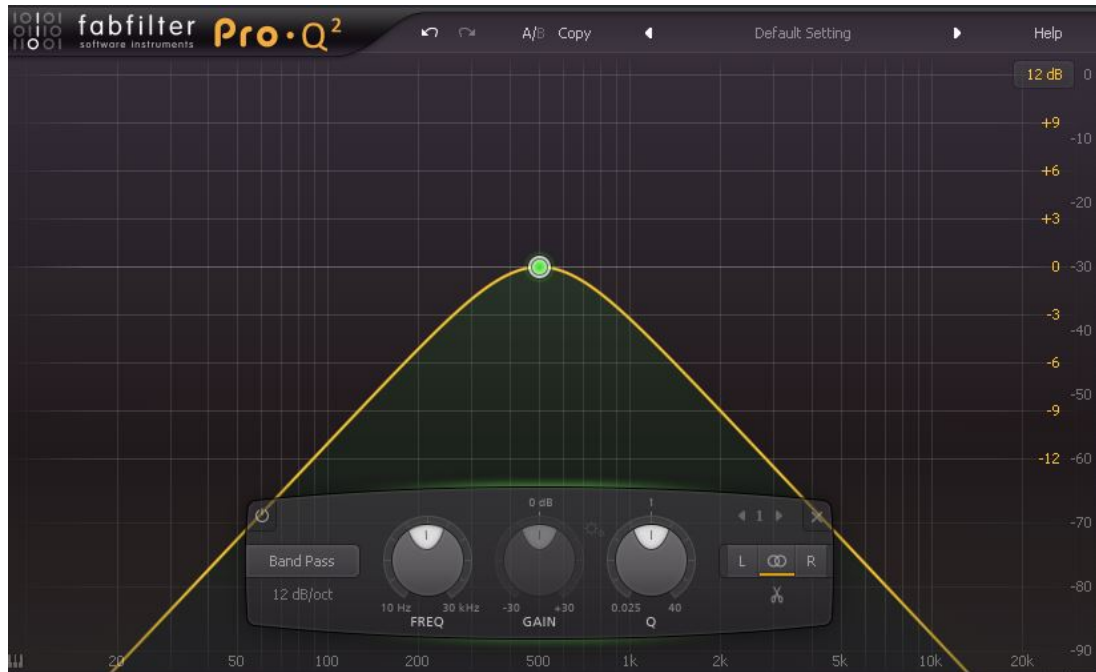 fabfilter
software instruments
Pro·Q²
A/B Copy
Default Setting
Help
12 dB
0
+9
-10
+6
-20
+3
0 -30
-3
-40
-6
-50
-9
-12 -60
-70
-80
-90
0 dB
1
1
Band Pass
12 dB/oct
L
R
10 Hz 30 kHz
FREQ
-30 +30
GAIN
0.025 40
Q
20 50 100 200 500 1k 2k 5k 10k 20k